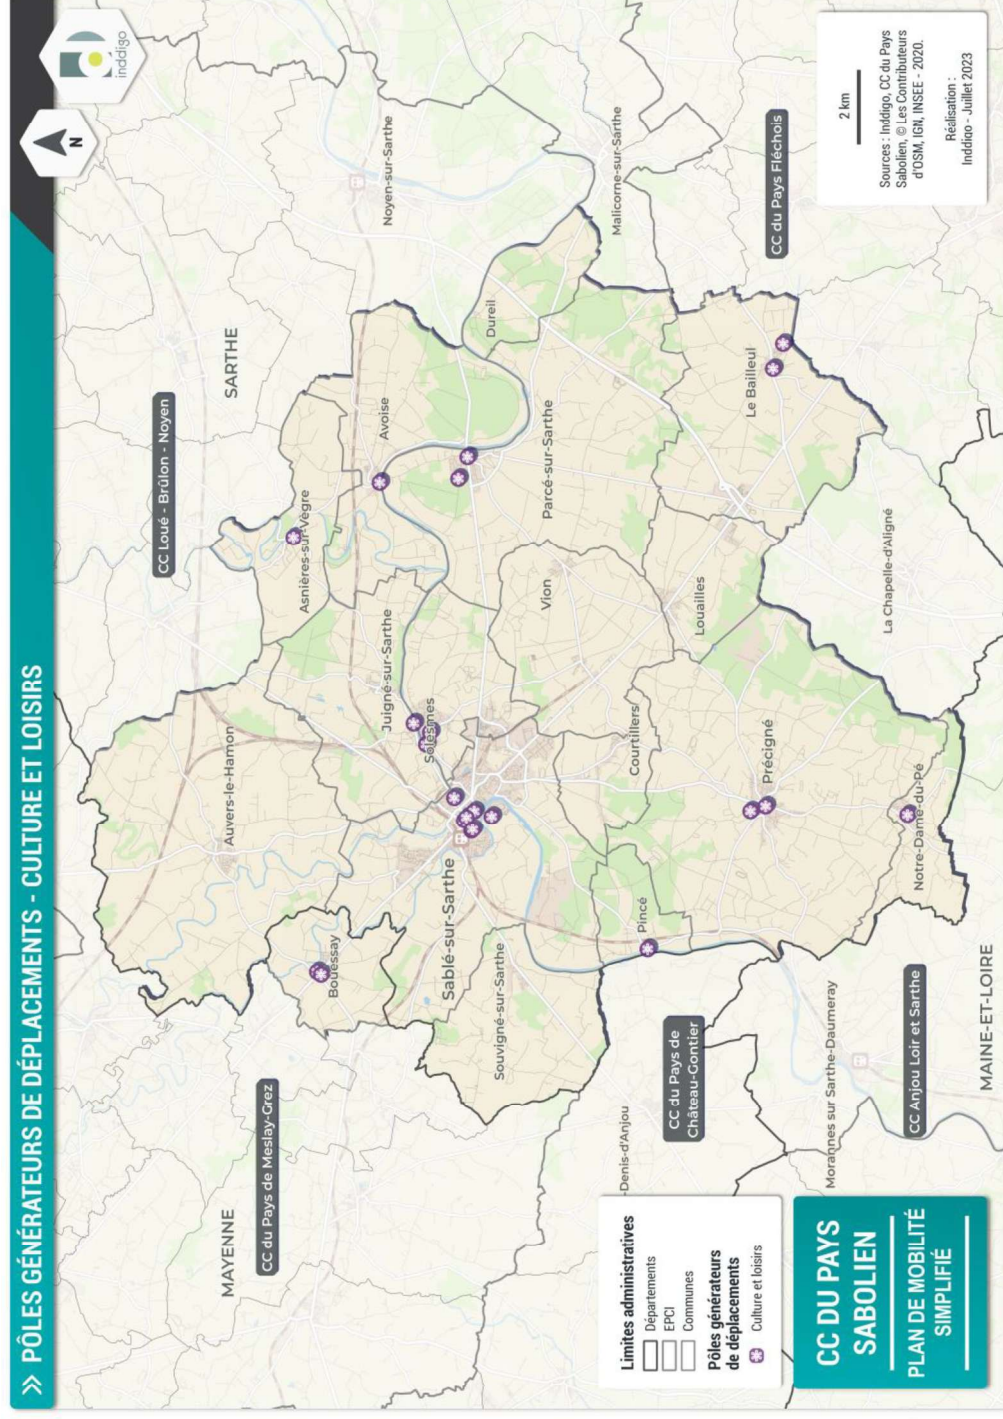 >> PÔLES GÉNÉRATEURS DE DÉPLACEMENTS - CULTURE ET LOISIRS
inddigo
N
SARTHE
CC Loué - Brûlon - Noyen
Noyen-sur-Sarthe
Asnières-sur-Vègre
Avoise
Auvers-le-Hamon
Juigné-sur-Sarthe
Dureil
Malicorne-sur-Sarthe
Bouessay
Solesmes
MAYENNE
CC du Pays de Meslay-Grez
Sablé-sur-Sarthe
Parcé-sur-Sarthe
Vion
Souvigné-sur-Sarthe
Courtillers
Louailles
Le Bailleul
CC du Pays Fléchois
Pincé
Précigné
CC du Pays de
Château-Gontier
-Denis-d'Anjou
La Chapelle-d'Aligné
Notre-Dame-du-Pé
Morannes sur Sarthe-Daumeray
CC Anjou Loir et Sarthe
MAINE-ET-LOIRE
Limites administratives
Départements
EPCI
Communes
Pôles générateurs
de déplacements
Culture et loisirs
CC DU PAYS
SABOLIEN
PLAN DE MOBILITÉ
SIMPLIFIÉ
2 km
Sources : Inddigo, CC du Pays
Sabolien, © Les Contributeurs
d'OSM, IGN, INSEE - 2020.
Réalisation :
Inddigo - Juillet 2023